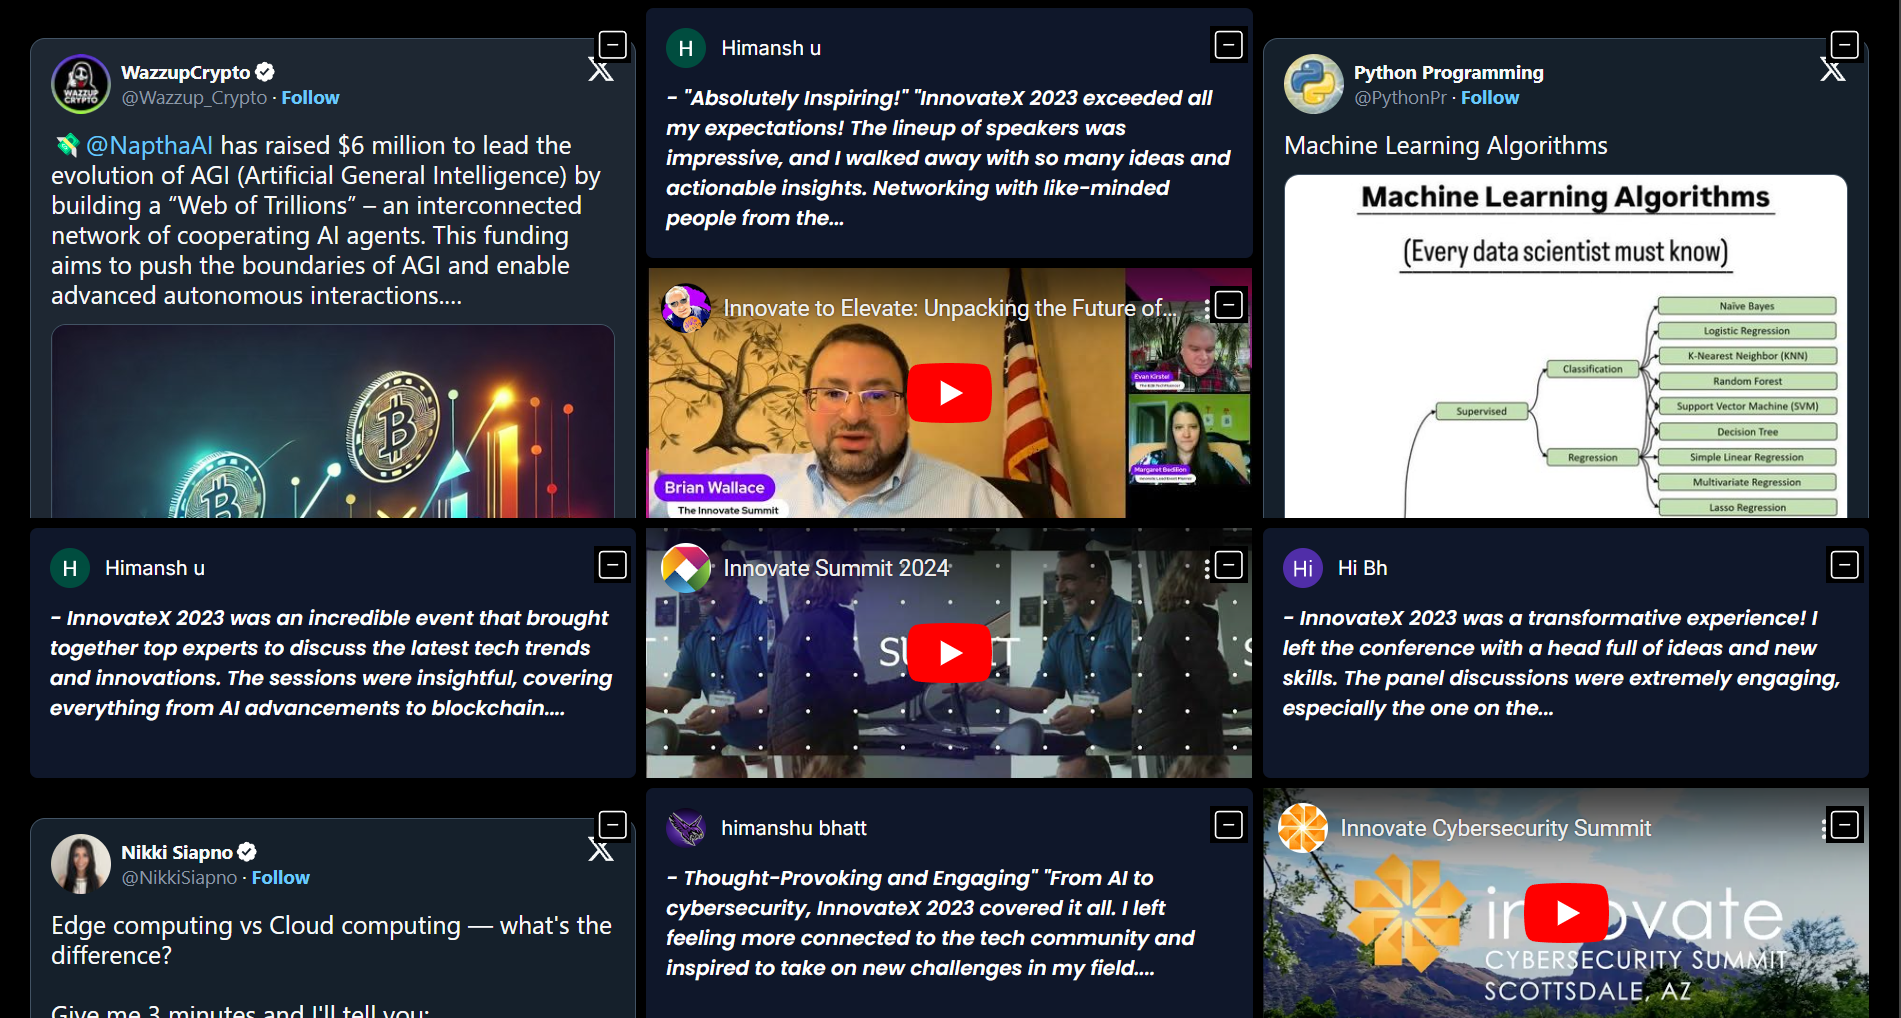 WazzupCrypto
@Wazzup_Crypto · Follow
@NapthaAI has raised $6 million to lead the
evolution of AGI (Artificial General Intelligence) by
building a “Web of Trillions” – an interconnected
network of cooperating AI agents. This funding
aims to push the boundaries of AGI and enable
advanced autonomous interactions....
WAZZUP
CRYPTO
H
Himansh u
- "Absolutely Inspiring!" "InnovateX 2023 exceeded all
my expectations! The lineup of speakers was
impressive, and I walked away with so many ideas and
actionable insights. Networking with like-minded
people from the...
Python Programming
@PythonPr · Follow
Machine Learning Algorithms
Machine Learning Algorithms
(Every data scientist must know)
Supervised
Classification
Regression
Naïve Bayes
Logistic Regression
K-Nearest Neighbor (KNN)
Random Forest
Support Vector Machine (SVM)
Decision Tree
Simple Linear Regression
Multivariate Regression
Lasso Regression
Innovate to Elevate: Unpacking the Future of...
Evan Kirstel
Margaret Bedillon
Brian Wallace
The Innovate Summit
H
Himansh u
- InnovateX 2023 was an incredible event that brought
together top experts to discuss the latest tech trends
and innovations. The sessions were insightful, covering
everything from AI advancements to blockchain....
Innovate Summit 2024
Hi
Hi Bh
- InnovateX 2023 was a transformative experience! I
left the conference with a head full of ideas and new
skills. The panel discussions were extremely engaging,
especially the one on the...
Nikki Siapno
@NikkiSiapno · Follow
Edge computing vs Cloud computing — what's the
difference?
Give me 3 minutes and I'll tell you:
himanshu bhatt
- Thought-Provoking and Engaging" "From AI to
cybersecurity, InnovateX 2023 covered it all. I left
feeling more connected to the tech community and
inspired to take on new challenges in my field....
Innovate Cybersecurity Summit
CYBERSECURITY SUMMIT
SCOTTSDALE, AZ